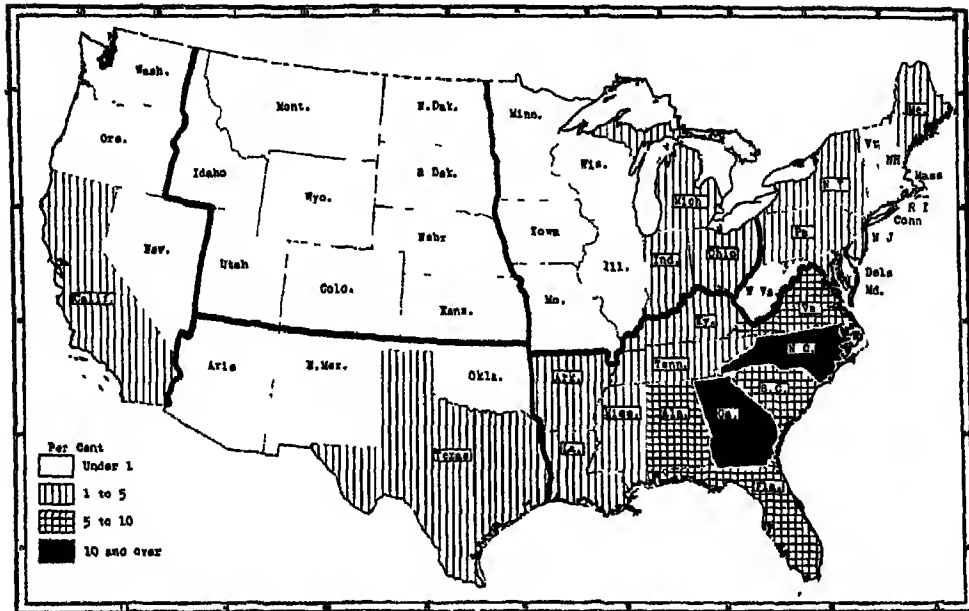 Wash.
Mont.
N.Dak.
Minn.
Me.
Ore.
Idaho
S Dak.
Wis.
Vt.
NH
Mass
N Y
R I
Conn
Wyo.
Mich
Nev.
Nebr
Iowa
Pa
N J
Utah
Colo.
Ill.
Ind.
Ohio
Dela
Md.
W Va
Calif.
Kans.
Mo.
Ky.
Va
N C.
Aris
N.Mex.
Okla.
Ark.
Tenn.
S.C.
Miss.
Ala.
Ga.
Texas
La.
Fla.
Per Cent
Under 1
1 to 5
5 to 10
10 and over